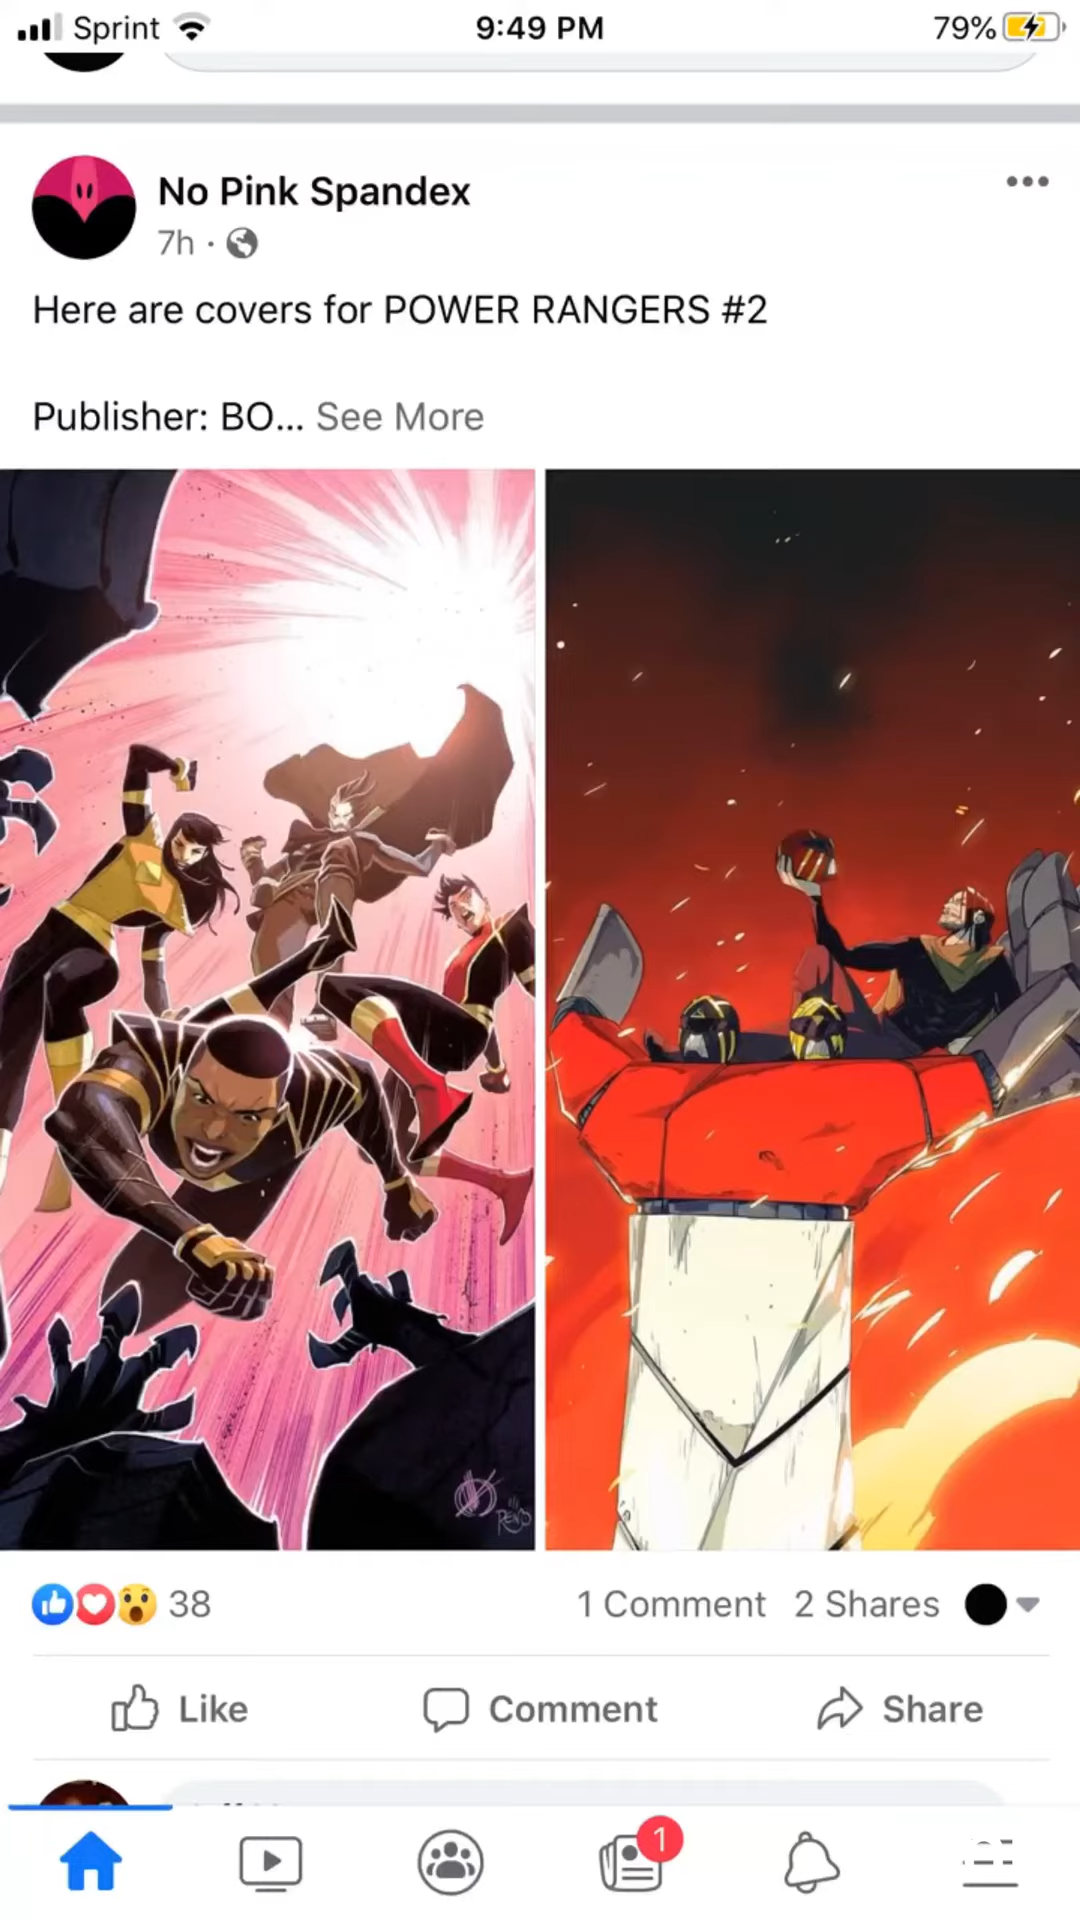 Sprint 9:49 PM 79%
No Pink Spandex
7h ·
Here are covers for POWER RANGERS #2
Publisher: BO... See More
REVO
38 1 Comment 2 Shares
Like Comment Share
1